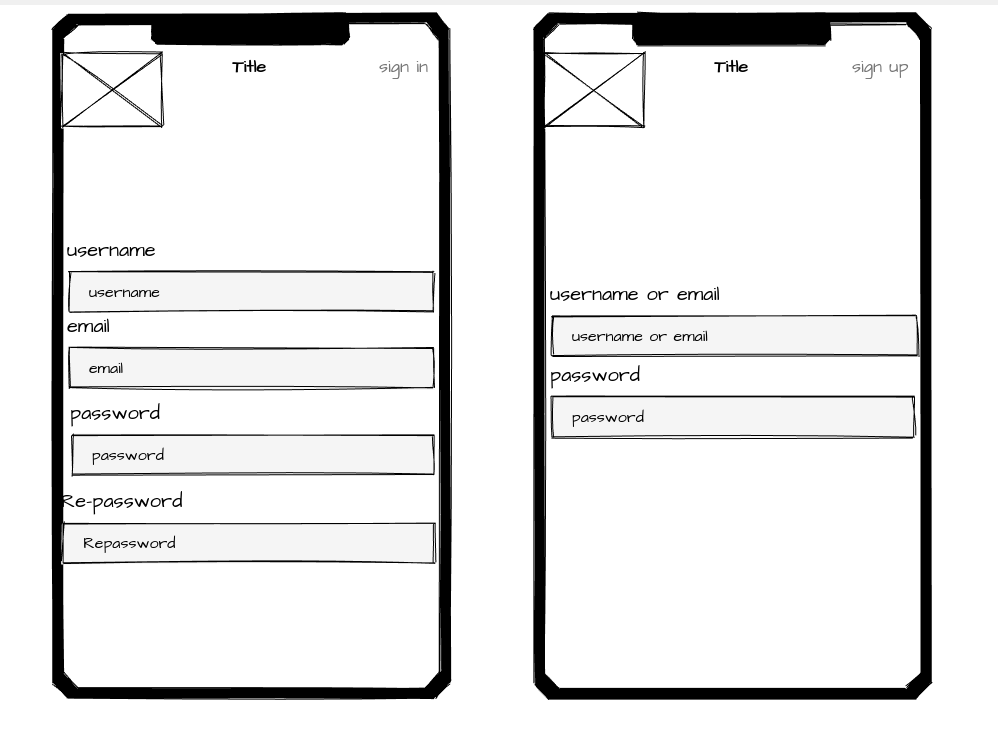 Title
sign in
username
username
email
email
password
password
Re-password
Repassword
Title
sign up
username or email
username or email
password
password